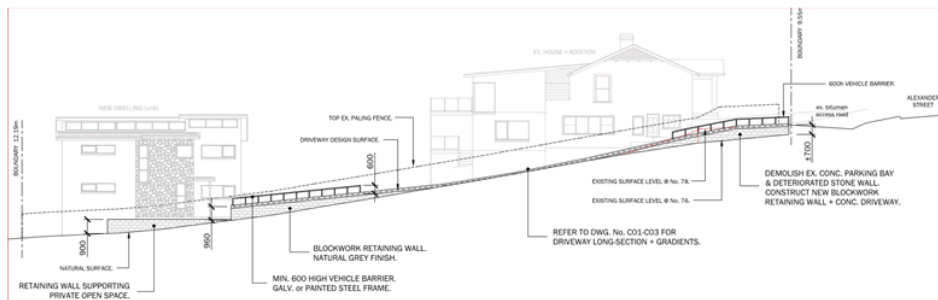 BOUNDARY 9.55m
EX. HOUSE + ADDITION
600h VEHICLE BARRIER.
ALEXANDER
STREET
ex. bitumen
access road
NEW DWELLING (Unit)
BOUNDARY 12.19m
TOP EX. PALING FENCE.
DRIVEWAY DESIGN SURFACE.
600
±700
EXISTING SURFACE LEVEL @ No. 78.
EXISTING SURFACE LEVEL @ No. 76.
DEMOLISH EX. CONC. PARKING BAY
& DETERIORATED STONE WALL.
CONSTRUCT NEW BLOCKWORK
RETAINING WALL + CONC. DRIVEWAY.
900
960
REFER TO DWG. No. C01-C03 FOR
DRIVEWAY LONG-SECTION + GRADIENTS.
BLOCKWORK RETAINING WALL.
NATURAL GREY FINISH.
NATURAL SURFACE.
RETAINING WALL SUPPORTING
PRIVATE OPEN SPACE.
MIN. 600 HIGH VEHICLE BARRIER.
GALV. or PAINTED STEEL FRAME.